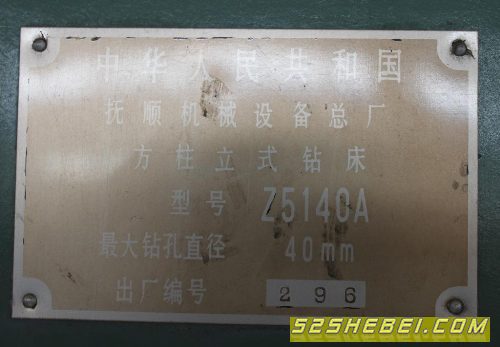 中华人民共和国
抚顺机械设备总厂
方柱立式钻床
型号 Z5140A
最大钻孔直径 40mm
出厂编号 296
52SHEBEI.COM